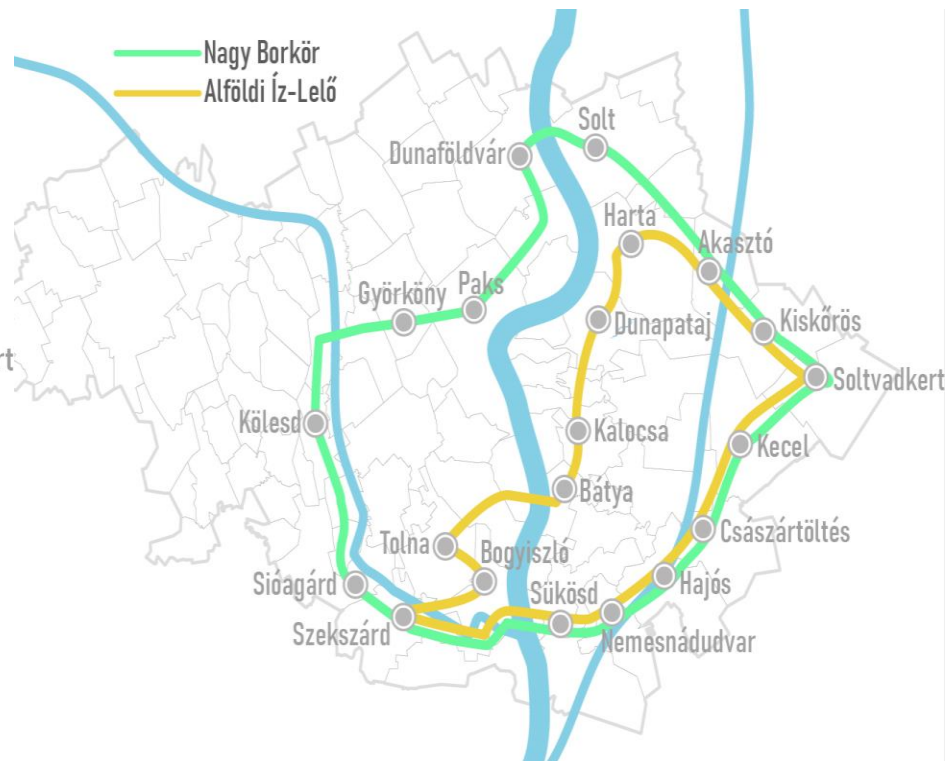 Nagy Borkör
Alföldi Íz-Lelő
Solt
Dunaföldvár
Harta
Akasztó
Györköny
Paks
Dunapataj
Kiskőrös
rt
Soltvadkert
Kölesd
Kalocsa
Kecel
Bátya
Császártöltés
Tolna
Bogyiszló
Hajós
Sióagárd
Sükösd
Szekszárd
Nemesnádudvar